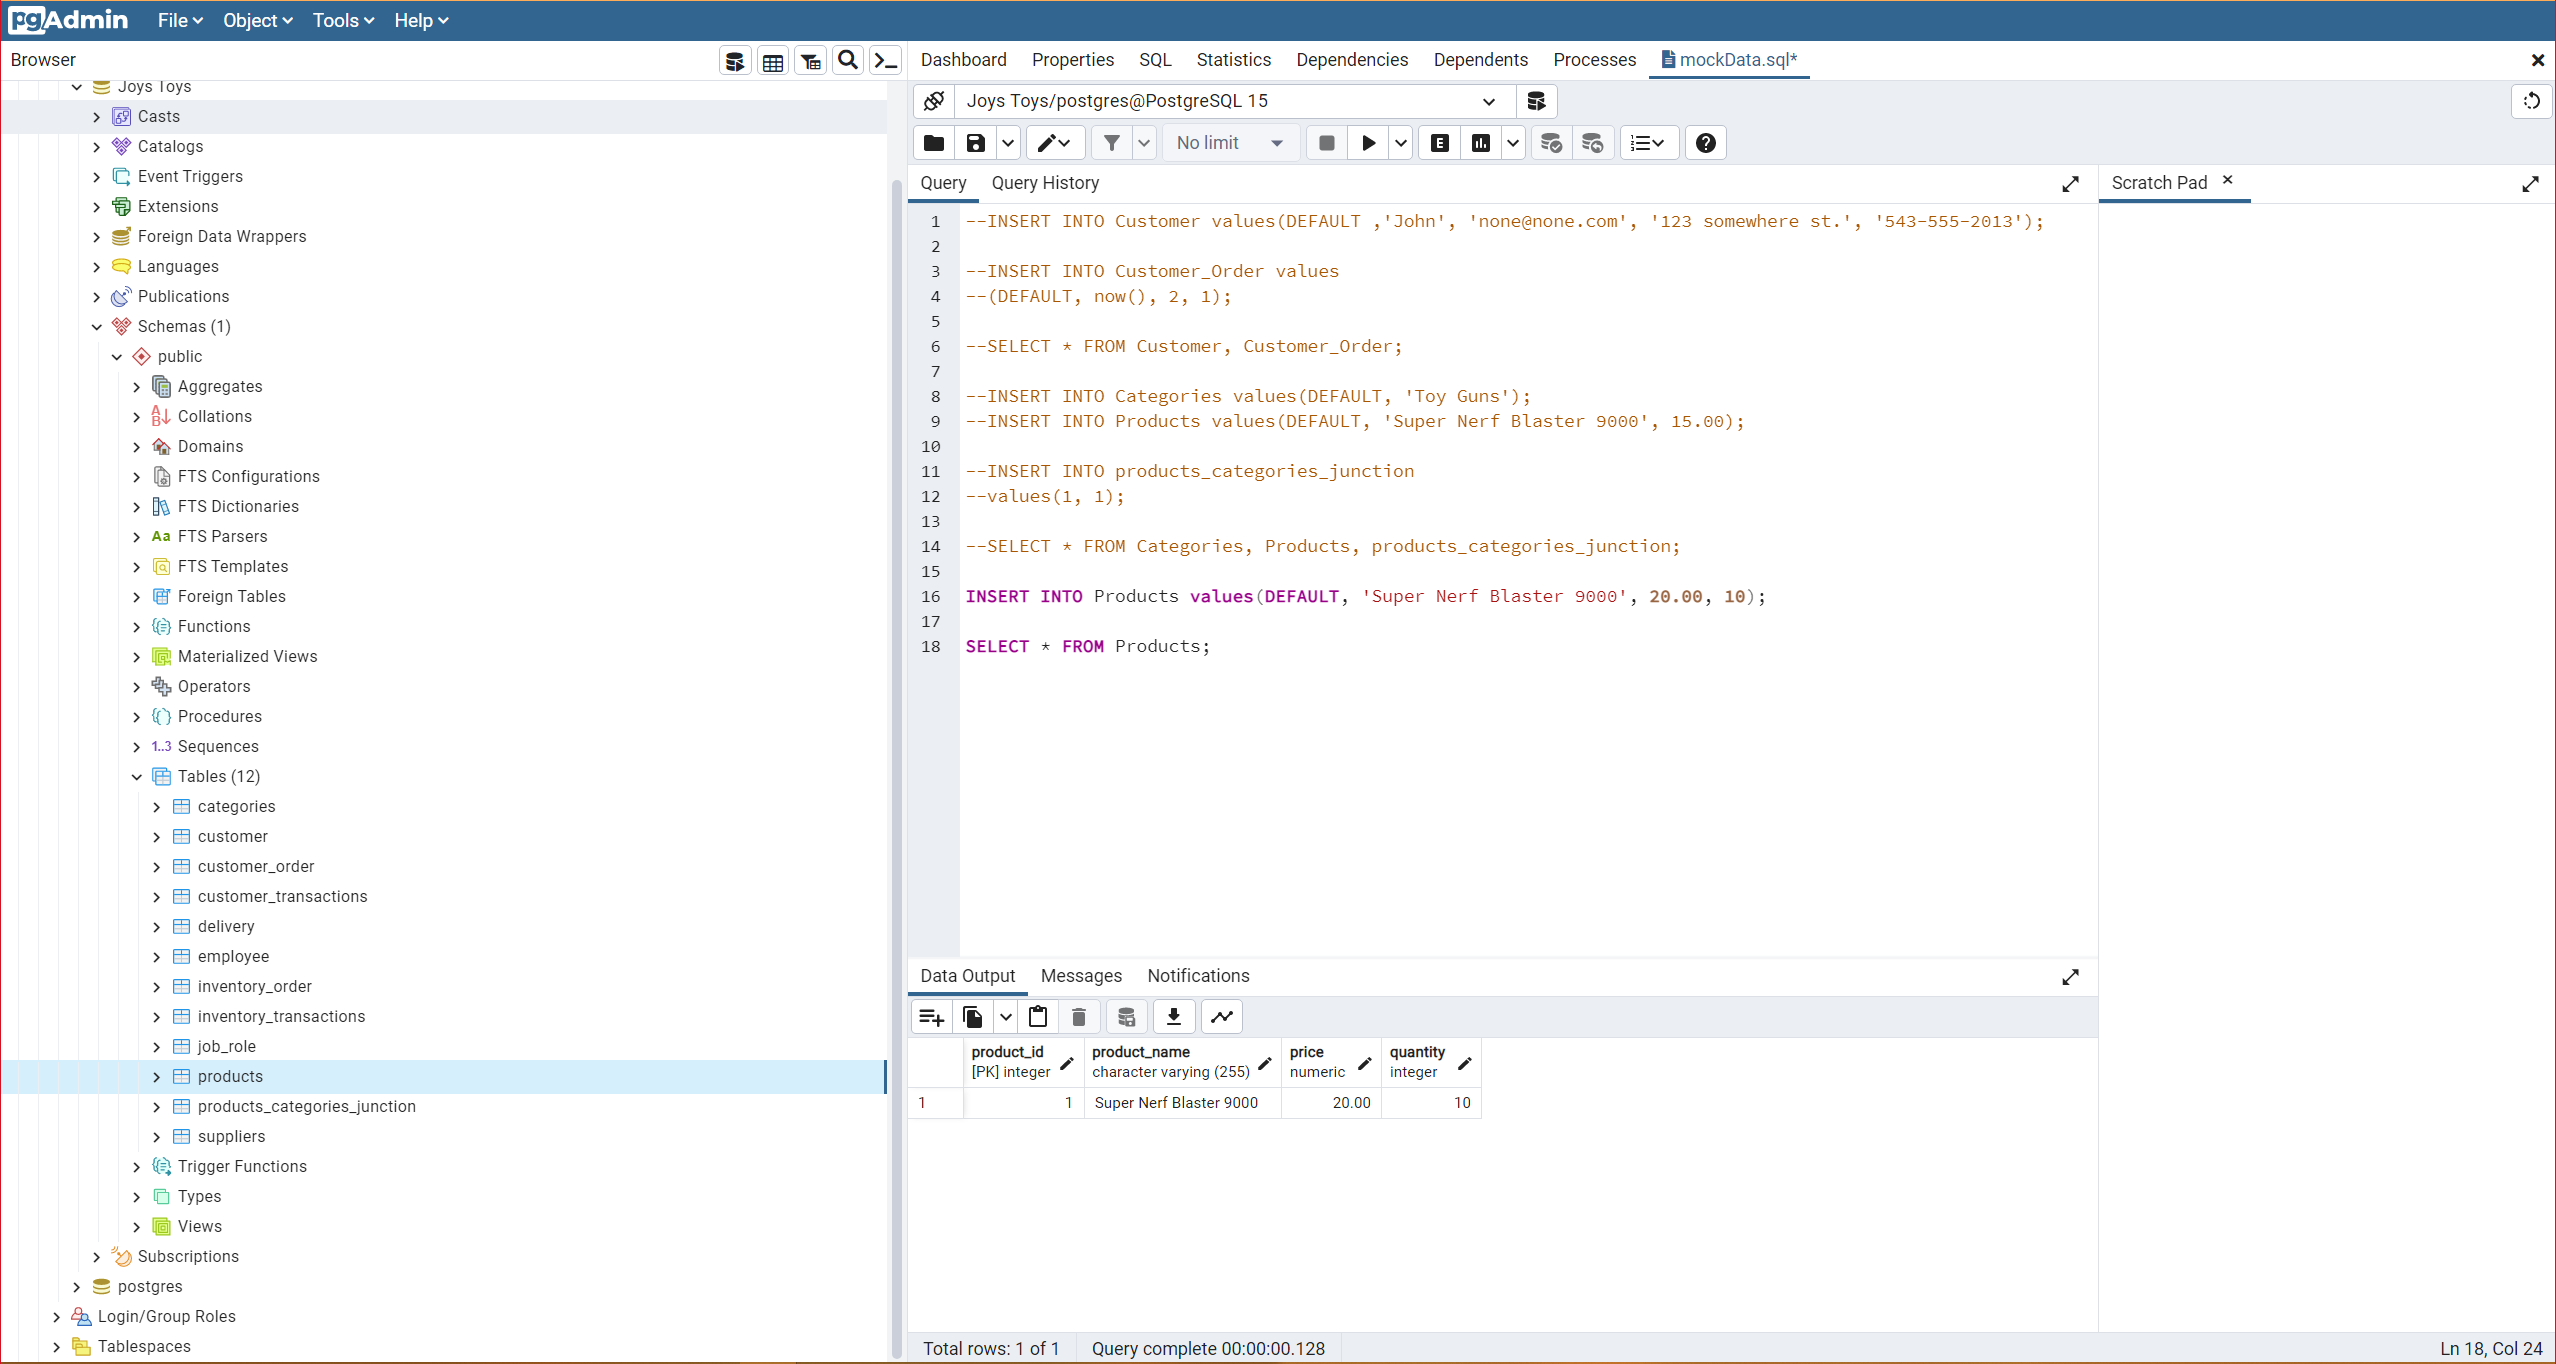 pgAdmin File Object Tools Help
Browser
Joys Toys
Casts
Catalogs
Event Triggers
Extensions
Foreign Data Wrappers
Languages
Publications
Schemas (1)
public
Aggregates
Collations
Domains
FTS Configurations
FTS Dictionaries
Aa FTS Parsers
FTS Templates
Foreign Tables
Functions
Materialized Views
Operators
Procedures
1..3 Sequences
Tables (12)
categories
customer
customer_order
customer_transactions
delivery
employee
inventory_order
inventory_transactions
job_role
products
products_categories_junction
suppliers
Trigger Functions
Types
Views
Subscriptions
postgres
Login/Group Roles
Tablespaces
Dashboard Properties SQL Statistics Dependencies Dependents Processes mockData.sql*
Joys Toys/postgres@PostgreSQL 15
No limit E
Query Query History
Scratch Pad
1 --INSERT INTO Customer values(DEFAULT ,'John', 'none@none.com', '123 somewhere st.', '543-555-2013');
2
3 --INSERT INTO Customer_Order values
4 --(DEFAULT, now(), 2, 1);
5
6 --SELECT * FROM Customer, Customer_Order;
7
8 --INSERT INTO Categories values(DEFAULT, 'Toy Guns');
9 --INSERT INTO Products values(DEFAULT, 'Super Nerf Blaster 9000', 15.00);
10
11 --INSERT INTO products_categories_junction
12 --values(1, 1);
13
14 --SELECT * FROM Categories, Products, products_categories_junction;
15
16 INSERT INTO Products values(DEFAULT, 'Super Nerf Blaster 9000', 20.00, 10);
17
18 SELECT * FROM Products;
Data Output Messages Notifications
product_id product_name price quantity
[PK] integer character varying (255) numeric integer
1 1 Super Nerf Blaster 9000 20.00 10
Total rows: 1 of 1 Query complete 00:00:00.128 Ln 18, Col 24